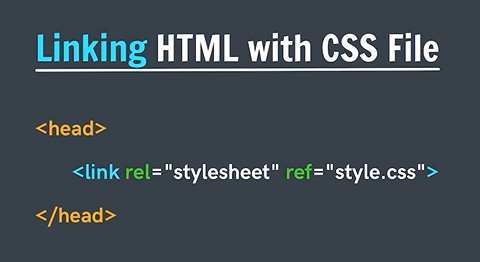 Linking HTML with CSS File
<head>
<link rel="stylesheet" ref="style.css">
</head>